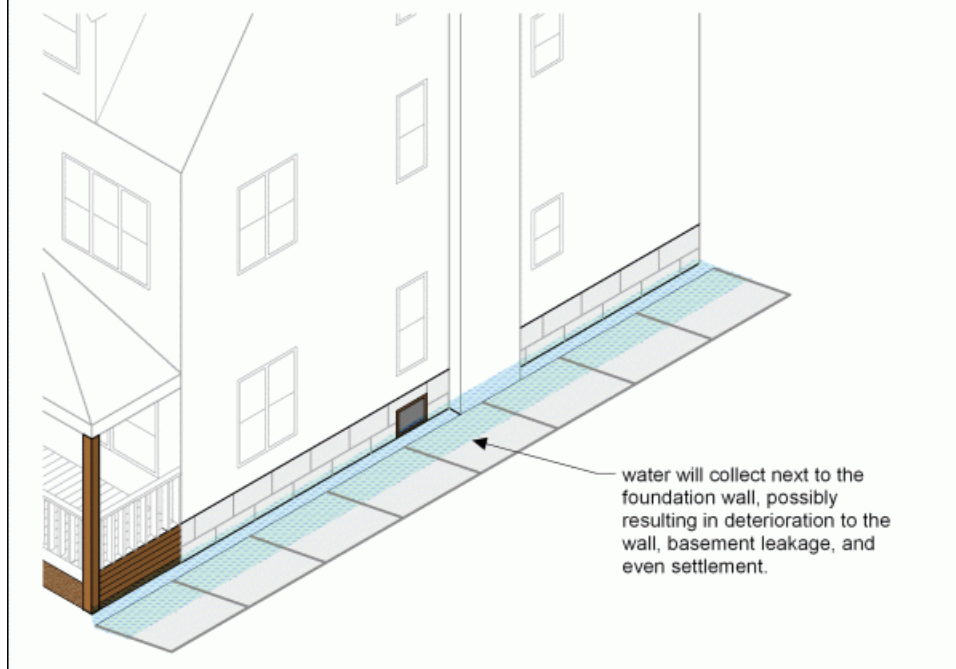 water will collect next to the
foundation wall, possibly
resulting in deterioration to the
wall, basement leakage, and
even settlement.